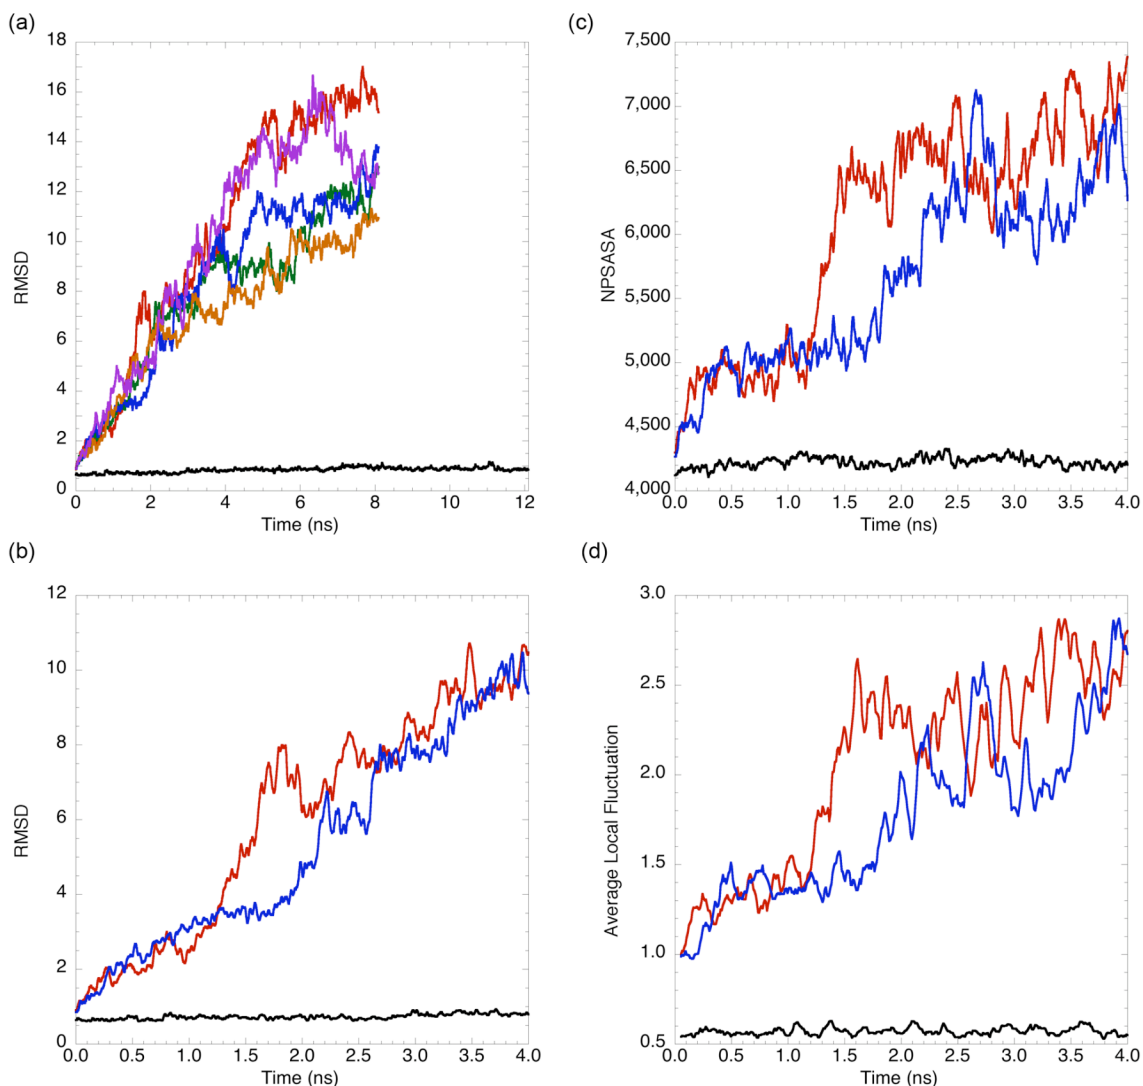 (a)
18
16
14
12
10
8
6
4
2
0
RMSD
0 2 4 6 8 10 12
Time (ns)
(c)
7,500
7,000
6,500
6,000
5,500
5,000
4,500
4,000
NPSASA
0.0 0.5 1.0 1.5 2.0 2.5 3.0 3.5 4.0
Time (ns)
(b)
12
10
8
6
4
2
0
RMSD
0.0 0.5 1.0 1.5 2.0 2.5 3.0 3.5 4.0
Time (ns)
(d)
3.0
2.5
2.0
1.5
1.0
0.5
Average Local Fluctuation
0.0 0.5 1.0 1.5 2.0 2.5 3.0 3.5 4.0
Time (ns)